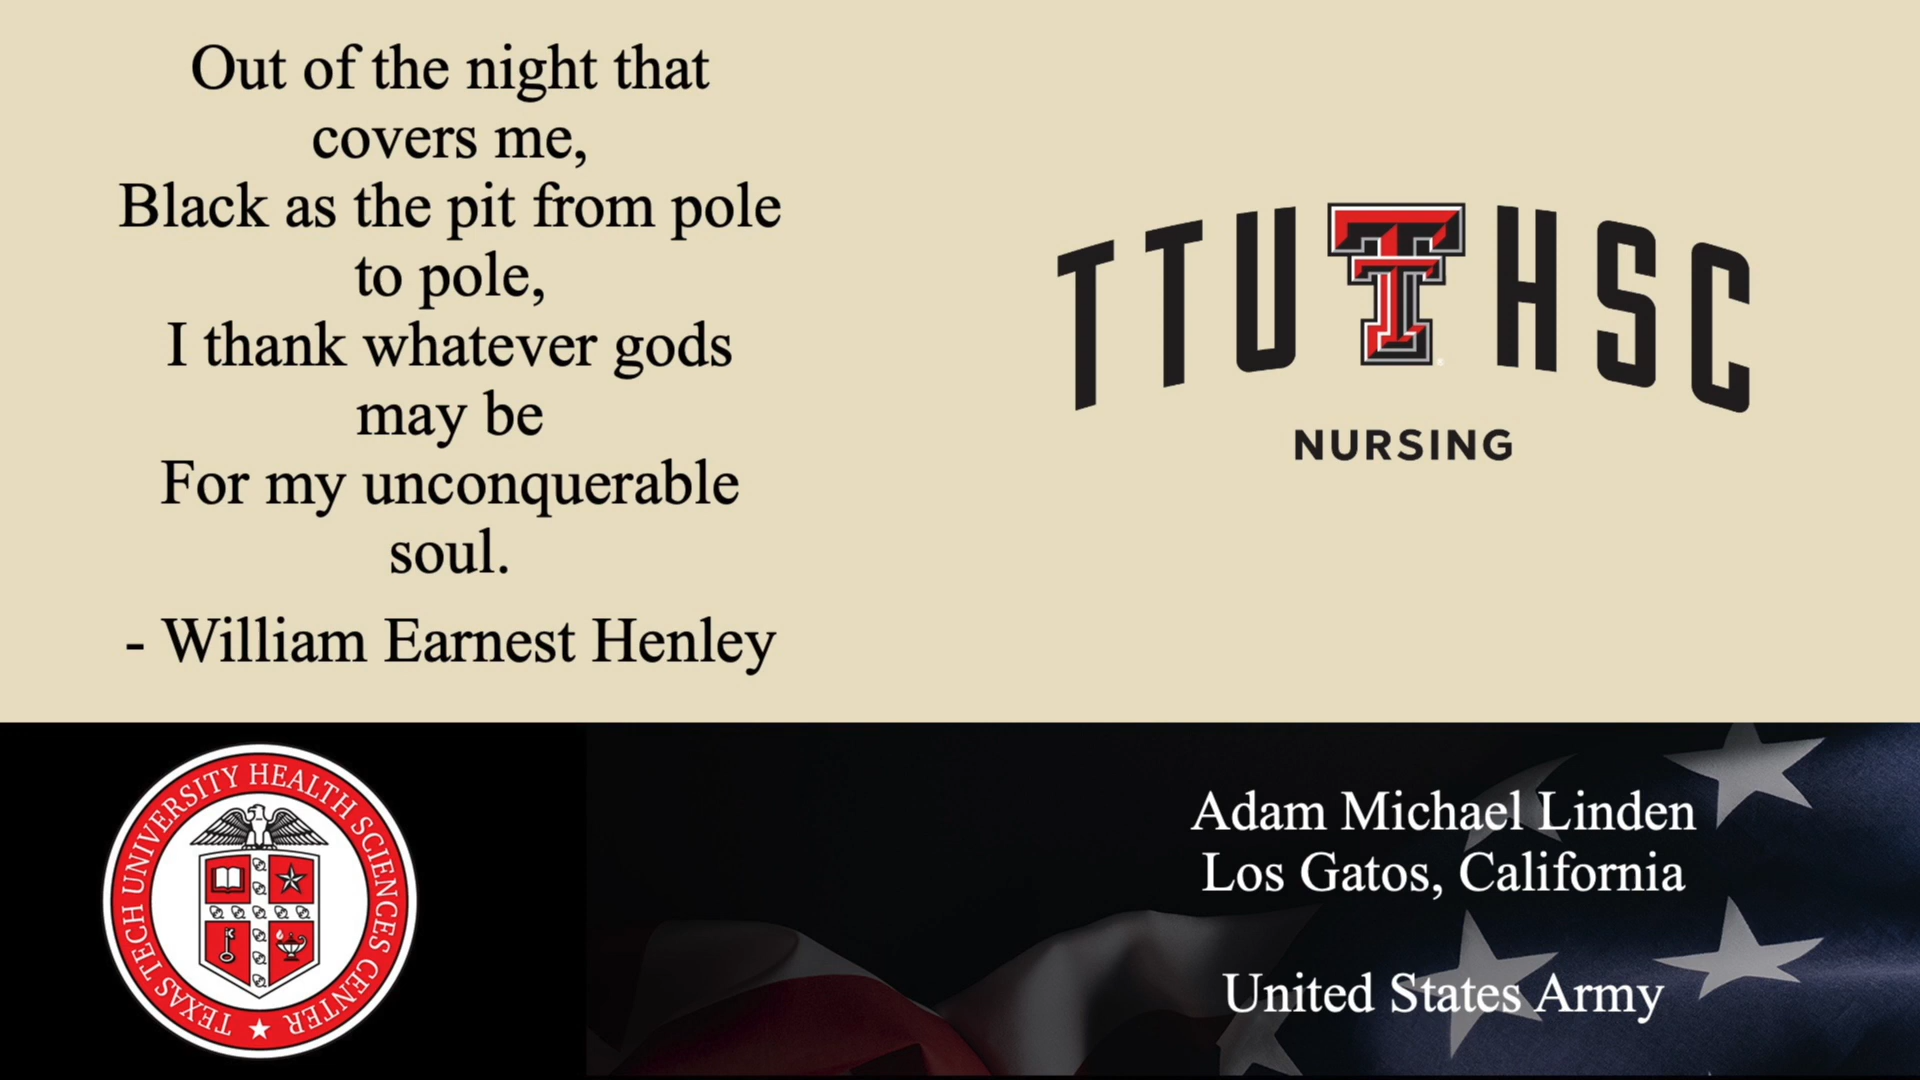 Out of the night that
covers me,
Black as the pit from pole
to pole,
I thank whatever gods
may be
For my unconquerable
soul.
- William Earnest Henley
TTU HSC
NURSING
TEXAS TECH UNIVERSITY HEALTH SCIENCES CENTER
Adam Michael Linden
Los Gatos, California
United States Army